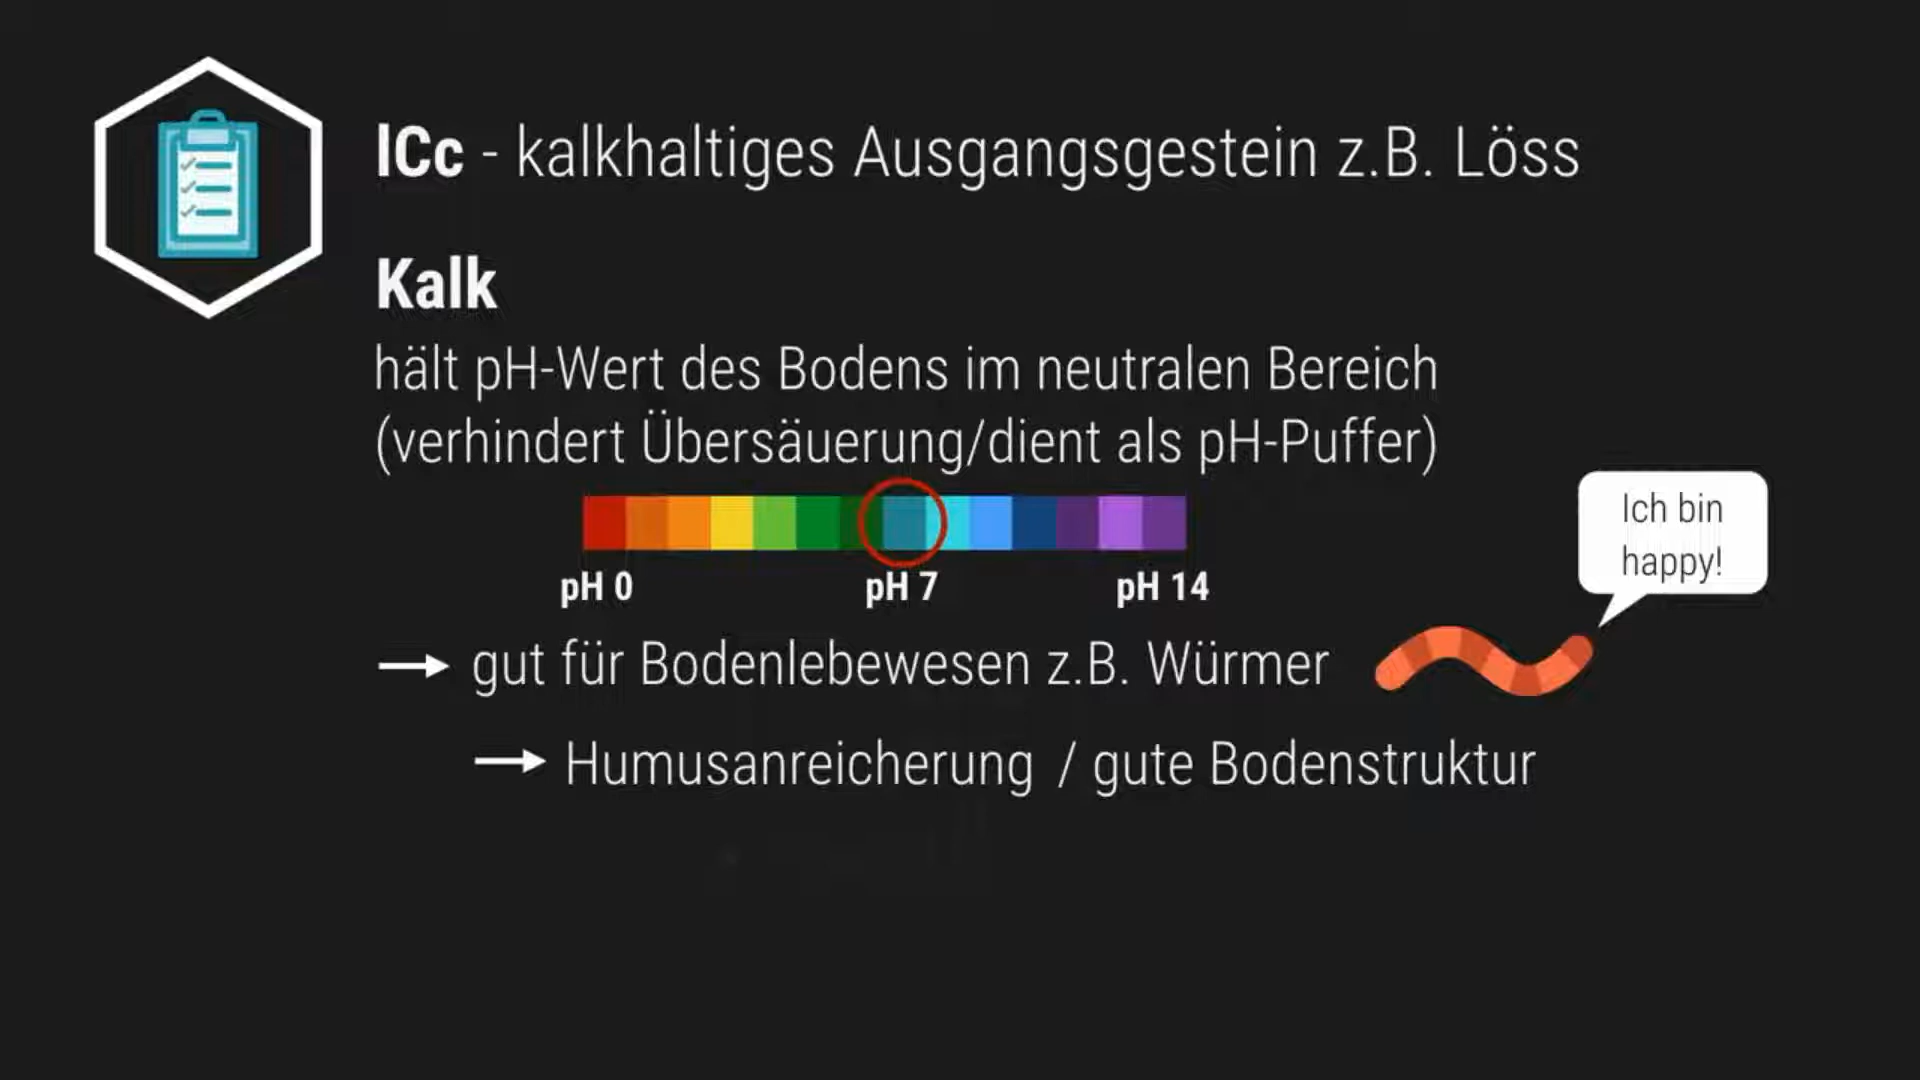 lCc - kalkhaltiges Ausgangsgestein z.B. Löss
Kalk
hält pH-Wert des Bodens im neutralen Bereich
(verhindert Übersäuerung/dient als pH-Puffer)
pH 0 pH 7 pH 14
Ich bin
happy!
gut für Bodenlebewesen z.B. Würmer
Humusanreicherung / gute Bodenstruktur